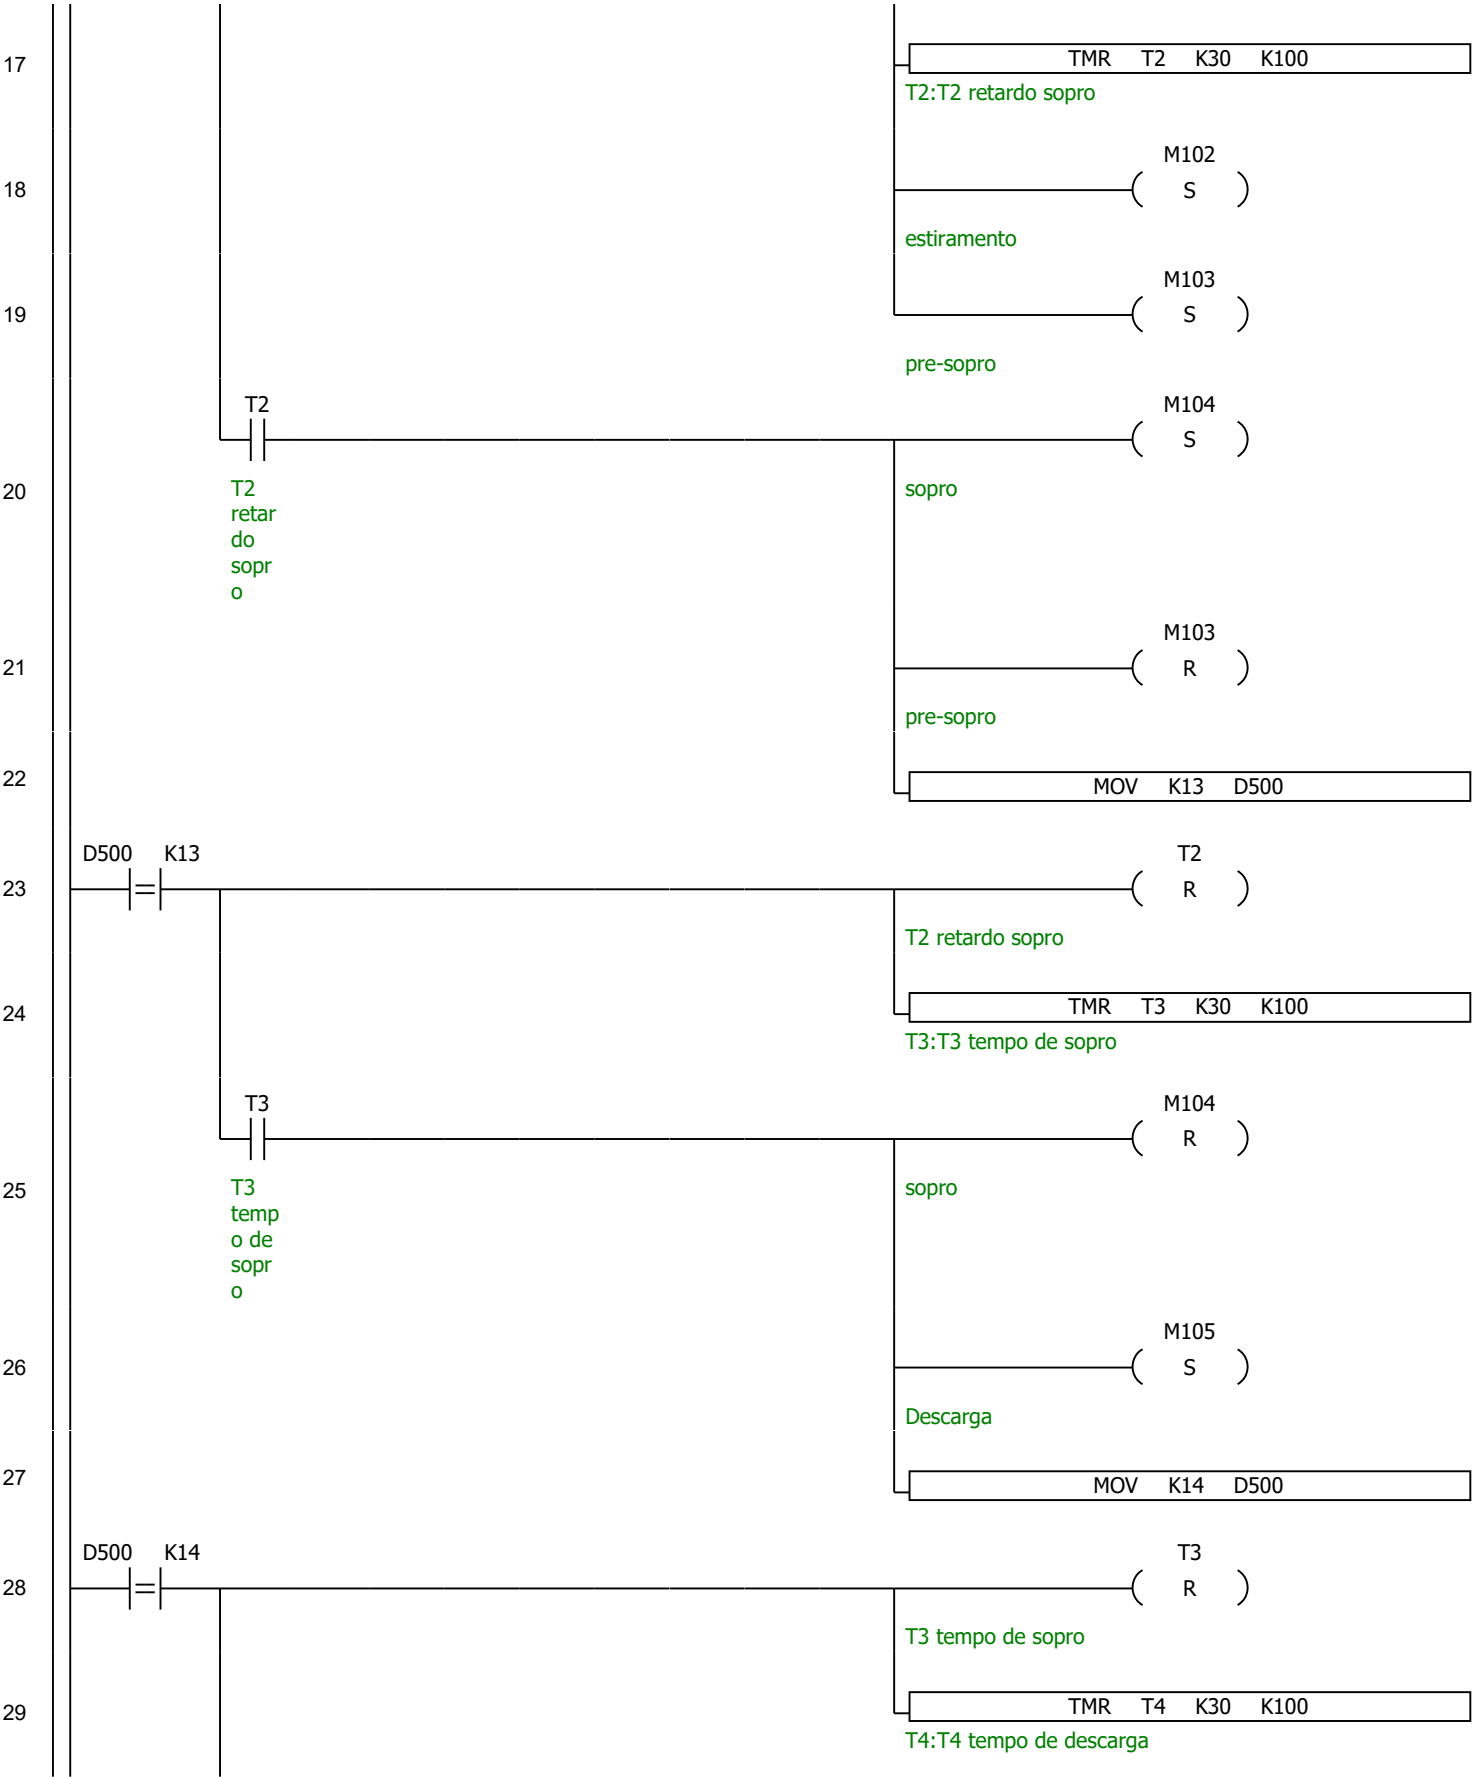 17
TMR T2 K30 K100
T2:T2 retardo sopro
M102
18
S
estiramento
M103
19
S
pre-sopro
T2
M104
S
20
T2
retar
do
sopr
o
sopro
M103
21
R
pre-sopro
22
MOV K13 D500
D500 K13
T2
23
=
R
T2 retardo sopro
24
TMR T3 K30 K100
T3:T3 tempo de sopro
T3
M104
R
25
T3
temp
o de
sopr
o
sopro
M105
26
S
Descarga
27
MOV K14 D500
D500 K14
T3
28
=
R
T3 tempo de sopro
29
TMR T4 K30 K100
T4:T4 tempo de descarga